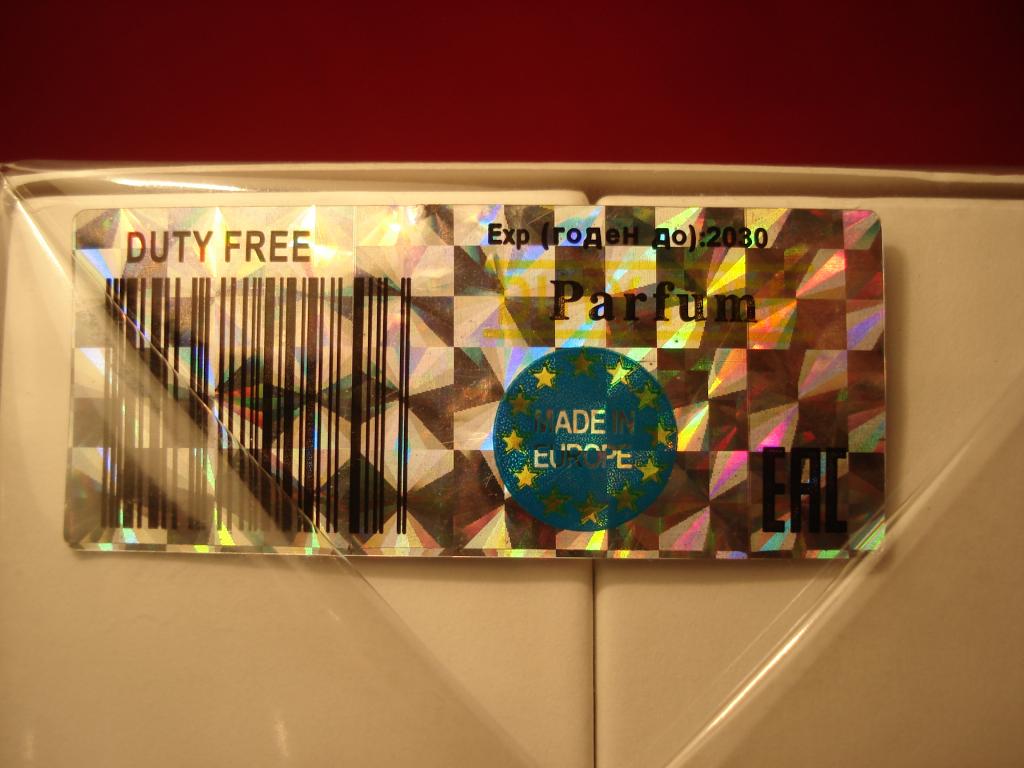 DUTY FREE
Exp (годен до):2030
Parfum
MADE IN
EUROPE
EAC